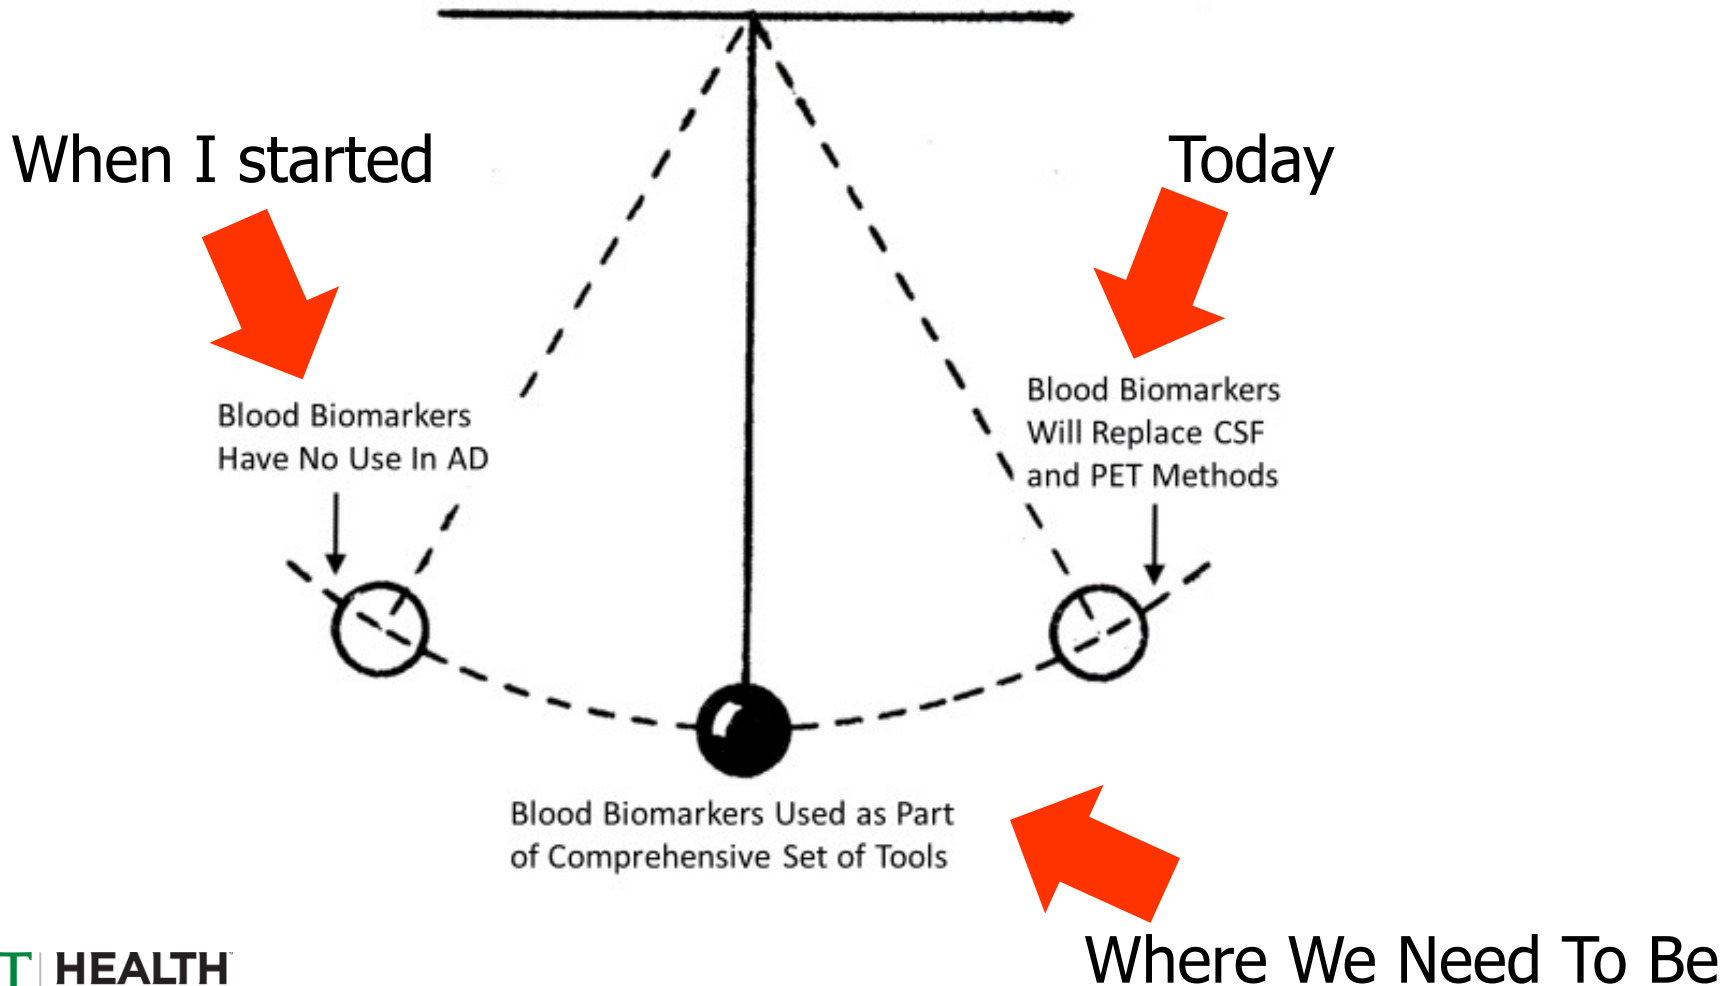 When I started
Today
Blood Biomarkers
Have No Use In AD
Blood Biomarkers
Will Replace CSF
and PET Methods
Blood Biomarkers Used as Part
of Comprehensive Set of Tools
Where We Need To Be
T HEALTH